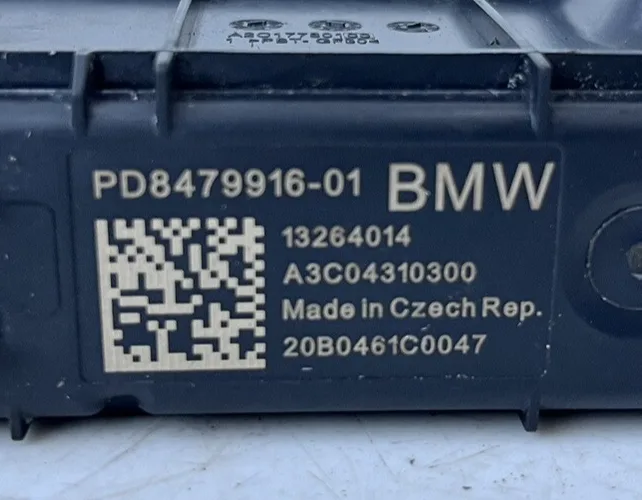 PD8479916-01 BMW
13264014
A3C04310300
Made in Czech Rep.
20B0461C0047